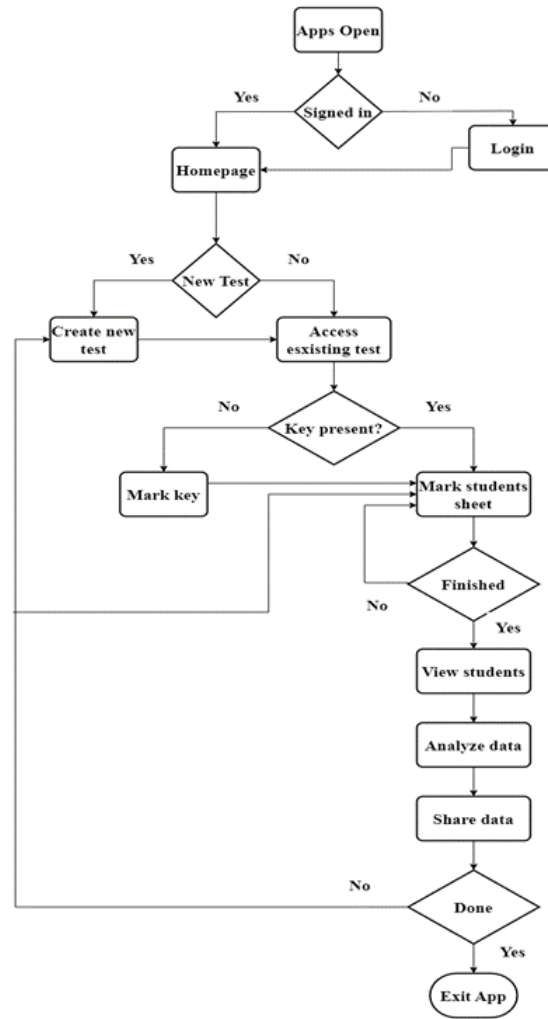 Apps Open
Yes
No
Signed in
Login
Homepage
Yes
No
New Test
Create new
test
Access
esxisting test
No
Yes
Key present?
Mark key
Mark students
sheet
Finished
No
Yes
View students
Analyze data
Share data
No
Done
Yes
Exit App